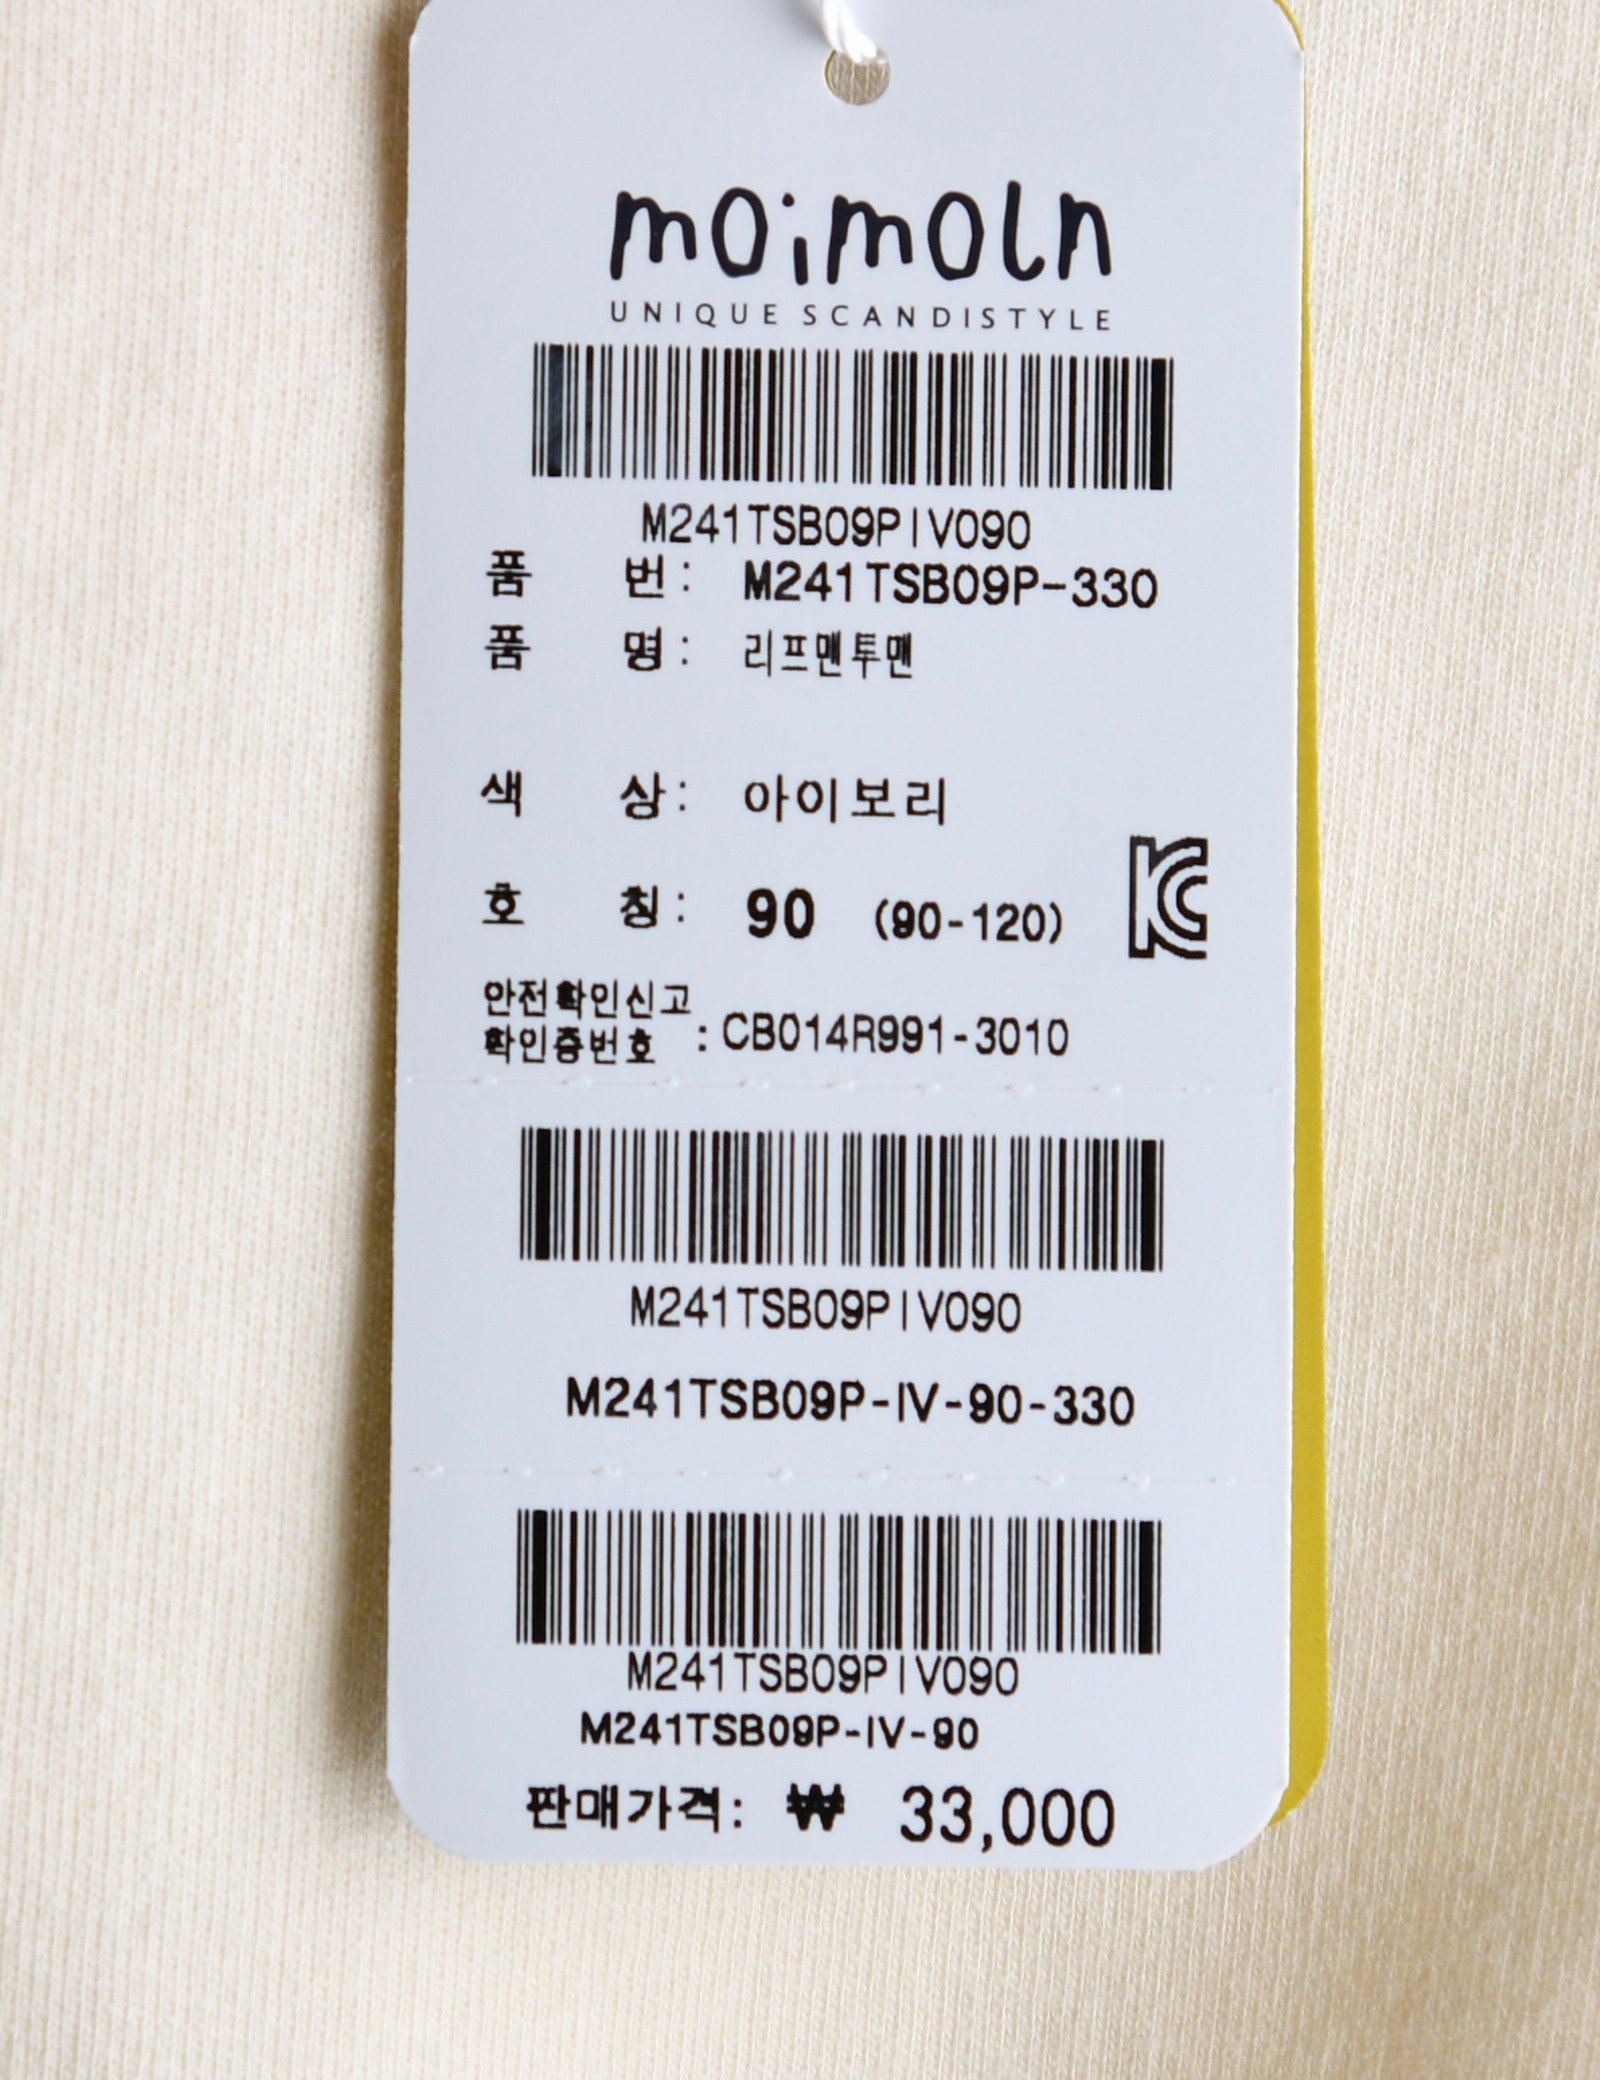 moimoln
UNIQUE SCANDISTYLE
M241TSB09PIV090
품 번: M241TSB09P-330
품 명: 리프맨투맨
색 상: 아이보리
호 칭: 90 (90-120)
KC
안전확인신고
확인증번호 : CB014R991-3010
M241TSB09PIV090
M241TSB09P-IV-90-330
M241TSB09PIV090
M241TSB09P-IV-90
판매가격: ₩ 33,000